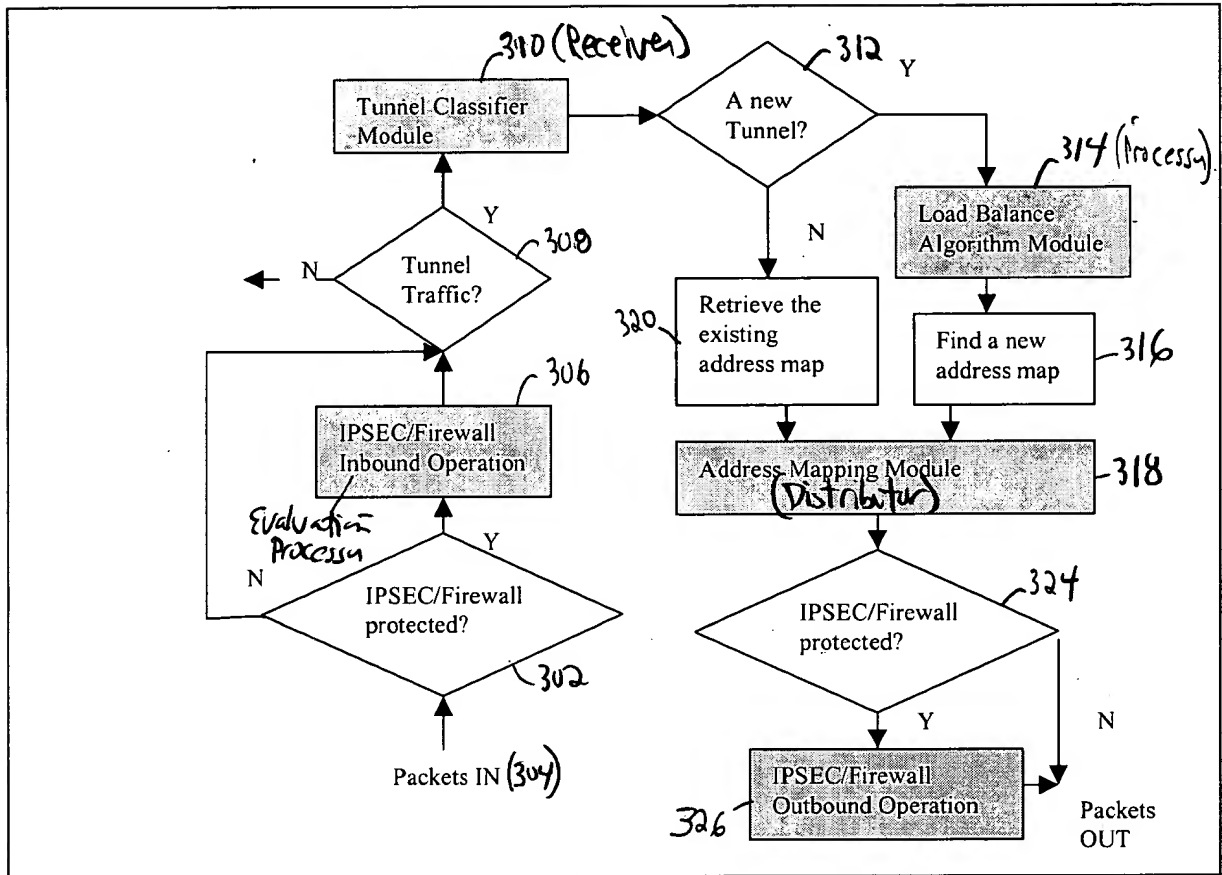 310 (Receiver)
312
Y
Tunnel Classifier
Module
A new
Tunnel?
314 (Processor)
Load Balance
Algorithm Module
Y
308
N
Tunnel
Traffic?
N
320
Retrieve the
existing
address map
Find a new
address map
316
306
IPSEC/Firewall
Inbound Operation
Address Mapping Module
(Distributor)
318
Evaluation
Processor
Y
N
IPSEC/Firewall
protected?
302
324
IPSEC/Firewall
protected?
Y
N
Packets IN (304)
326
IPSEC/Firewall
Outbound Operation
Packets
OUT